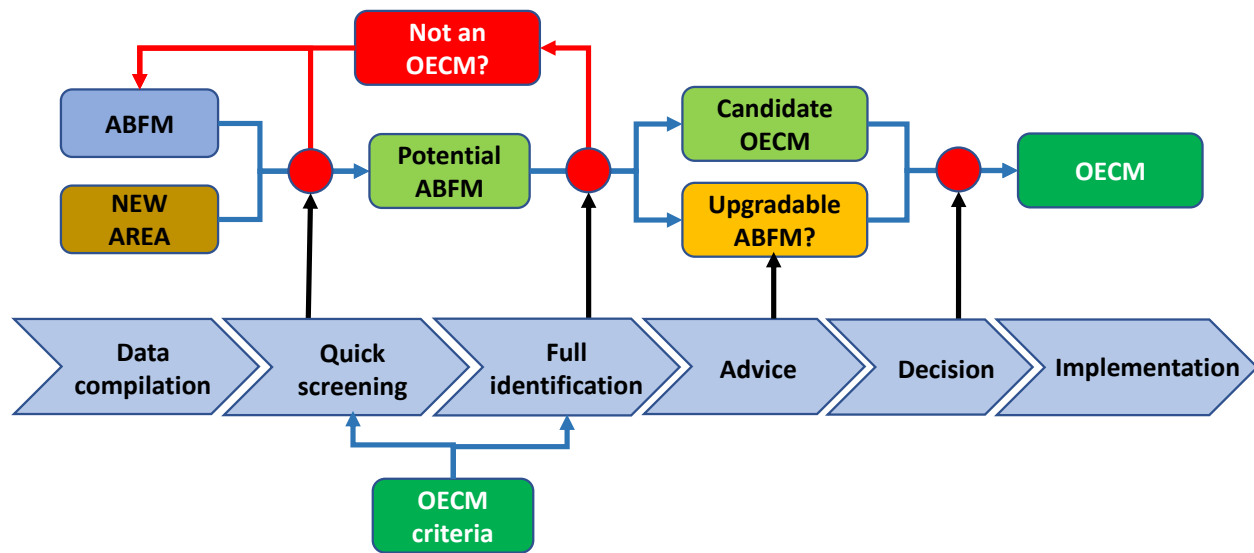 Not an
OECM?
ABFM
NEW
AREA
Potential
ABFM
Candidate
OECM
Upgradable
ABFM?
OECM
Data
compilation
Quick
screening
Full
identification
Advice
Decision
Implementation
OECM
criteria